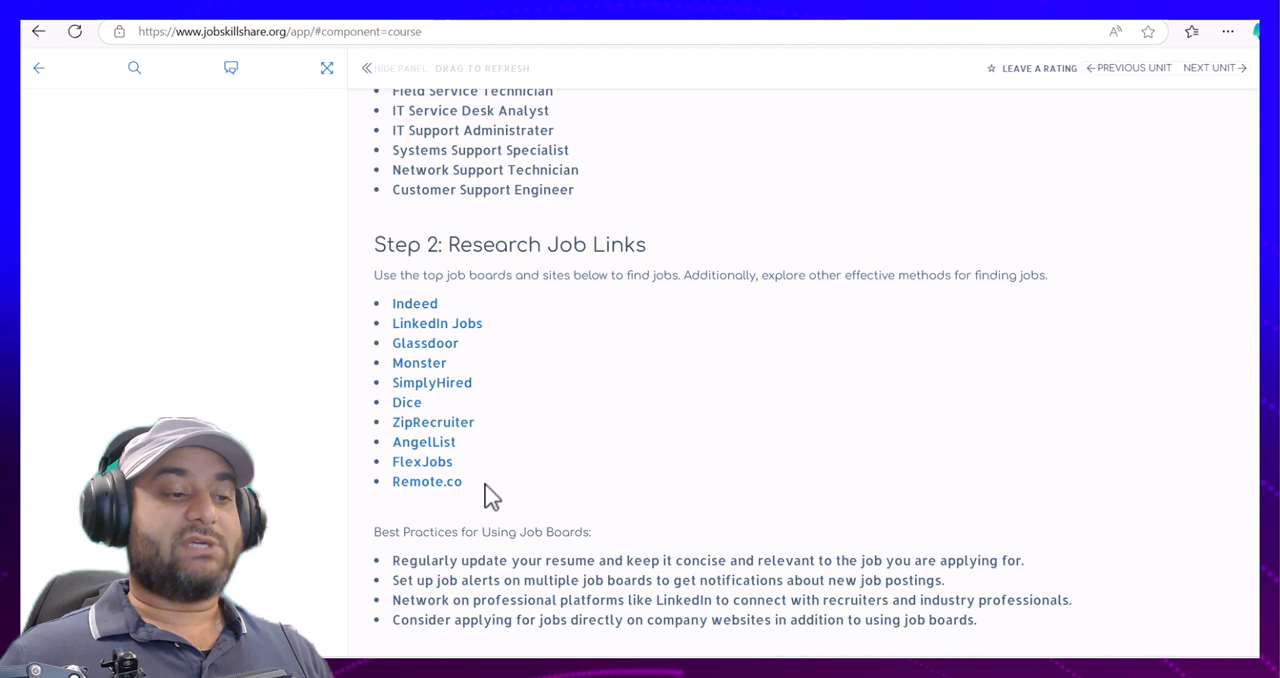 https://www.jobskillshare.org/app/#component=course
HIDE PANEL DRAG TO REFRESH
LEAVE A RATING
PREVIOUS UNIT
NEXT UNIT
Field Service Technician
IT Service Desk Analyst
IT Support Administrater
Systems Support Specialist
Network Support Technician
Customer Support Engineer
Step 2: Research Job Links
Use the top job boards and sites below to find jobs. Additionally, explore other effective methods for finding jobs.
Indeed
LinkedIn Jobs
Glassdoor
Monster
SimplyHired
Dice
ZipRecruiter
AngelList
FlexJobs
Remote.co
Best Practices for Using Job Boards:
Regularly update your resume and keep it concise and relevant to the job you are applying for.
Set up job alerts on multiple job boards to get notifications about new job postings.
Network on professional platforms like LinkedIn to connect with recruiters and industry professionals.
Consider applying for jobs directly on company websites in addition to using job boards.